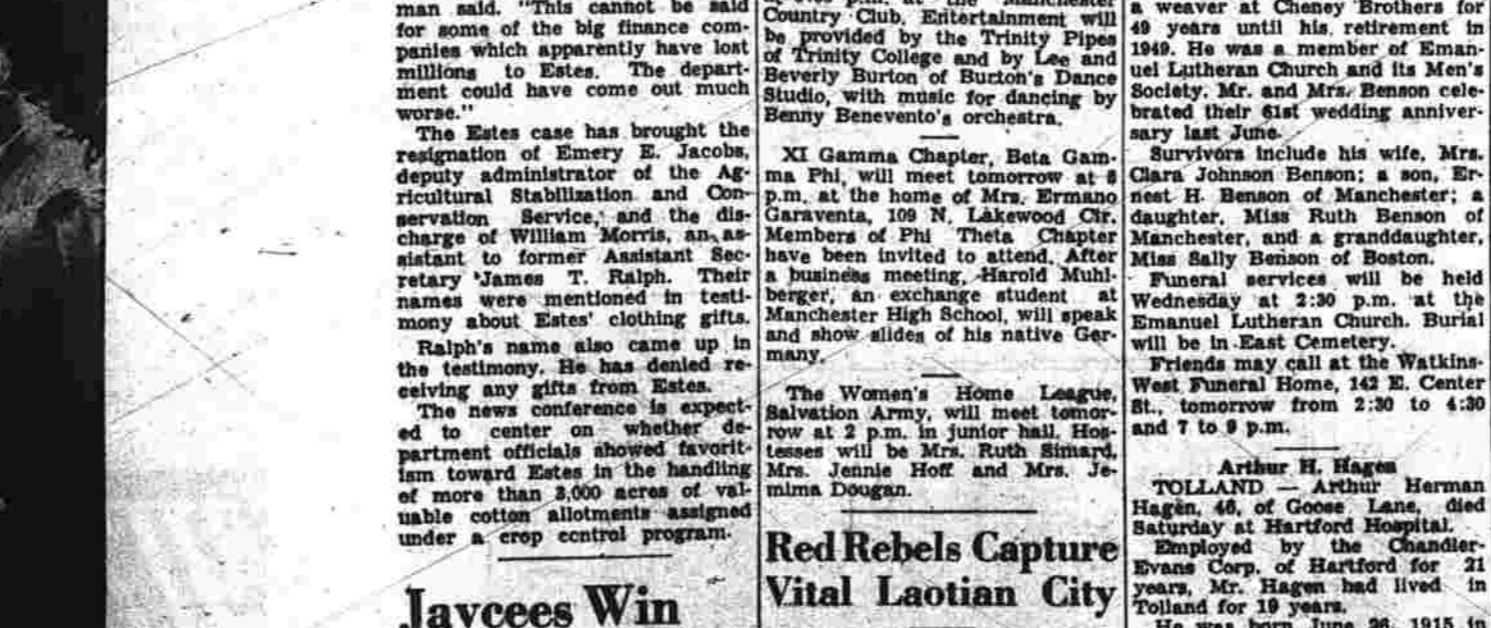 man said. "This cannot be said
for some of the big finance com-
panies which apparently have lost
millions to Estes. The depart-
ment could have come out much
worse."
The Estes case has brought the
resignation of Emery E. Jacobs,
deputy administrator of the Ag-
ricultural Stabilization and Con-
servation Service, and the dis-
charge of William Morris, an as-
sistant to former Assistant Sec-
retary James T. Ralph. Their
names were mentioned in testi-
mony about Estes' clothing gifts.
Ralph's name also came up in
the testimony. He has denied re-
ceiving any gifts from Estes.
The news conference is expect-
ed to center on whether de-
partment officials showed favorit-
ism toward Estes in the handling
of more than 3,000 acres of val-
uable cotton allotments assigned
under a crop control program.
Jaycees Win
Manchester
Country Club. Entertainment will
be provided by the Trinity Pipes
of Trinity College and by Lee and
Beverly Burton of Burton's Dance
Studio, with music for dancing by
Benny Benevento's orchestra.
XI Gamma Chapter, Beta Gam-
ma Phi, will meet tomorrow at 8
p.m. at the home of Mrs. Ermano
Garaventa, 109 N. Lakewood Cir.
Members of Phi Theta Chapter
have been invited to attend. After
a business meeting, Harold Muhl-
berger, an exchange student at
Manchester High School, will speak
and show slides of his native Ger-
many.
The Women's Home League,
Salvation Army, will meet tomor-
row at 2 p.m. in junior hall. Hos-
tesses will be Mrs. Ruth Simard,
Mrs. Jennie Hoff and Mrs. Je-
mima Dougan.
Red Rebels Capture
Vital Laotian City
a weaver at Cheney Brothers for
49 years until his retirement in
1949. He was a member of Eman-
uel Lutheran Church and its Men's
Society. Mr. and Mrs. Benson cele-
brated their 61st wedding anniver-
sary last June.
Survivors include his wife, Mrs.
Clara Johnson Benson; a son, Er-
nest H. Benson of Manchester; a
daughter, Miss Ruth Benson of
Manchester, and a granddaughter,
Miss Sally Benson of Boston.
Funeral services will be held
Wednesday at 2:30 p.m. at the
Emanuel Lutheran Church. Burial
will be in East Cemetery.
Friends may call at the Watkins-
West Funeral Home, 142 E. Center
St., tomorrow from 2:30 to 4:30
and 7 to 9 p.m.
Arthur H. Hagen
TOLLAND — Arthur Herman
Hagen, 46, of Goose Lane, died
Saturday at Hartford Hospital.
Employed by the Chandler-
Evans Corp. of Hartford for 21
years, Mr. Hagen had lived in
Tolland for 19 years.
He was born June 26, 1915 in